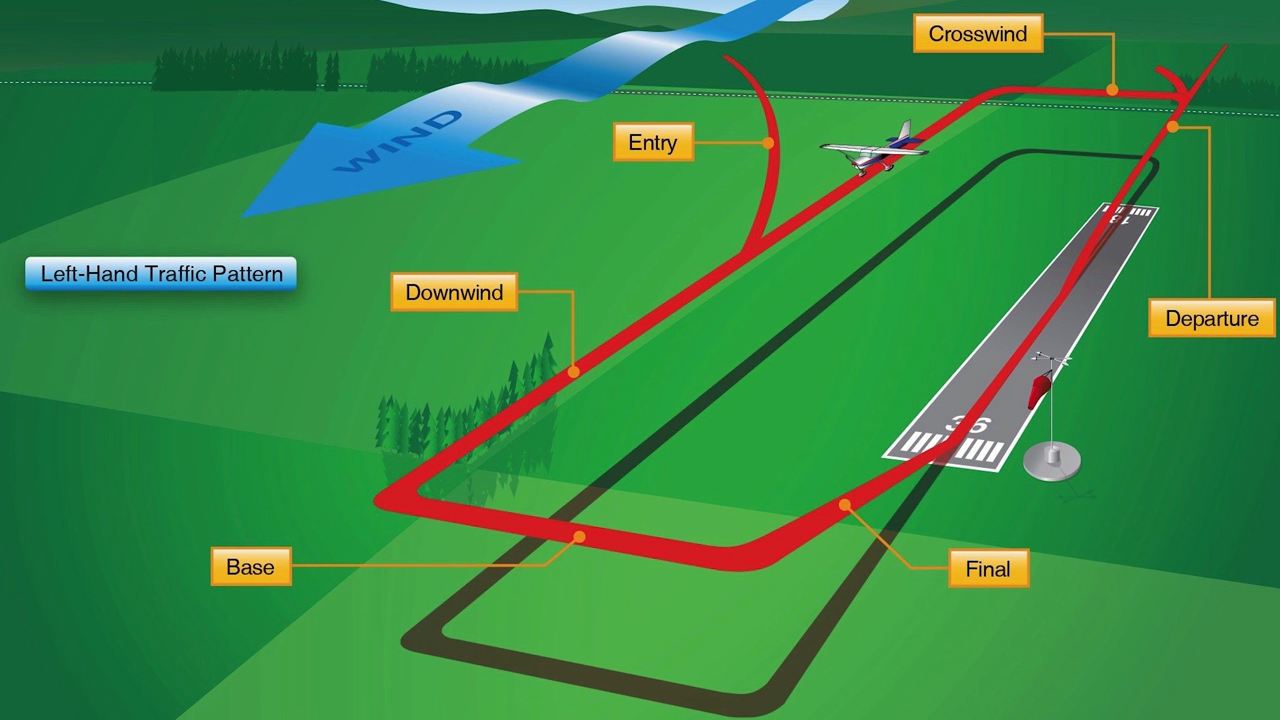 Crosswind
WIND
Entry
Left-Hand Traffic Pattern
Downwind
18
Departure
36
Base
Final